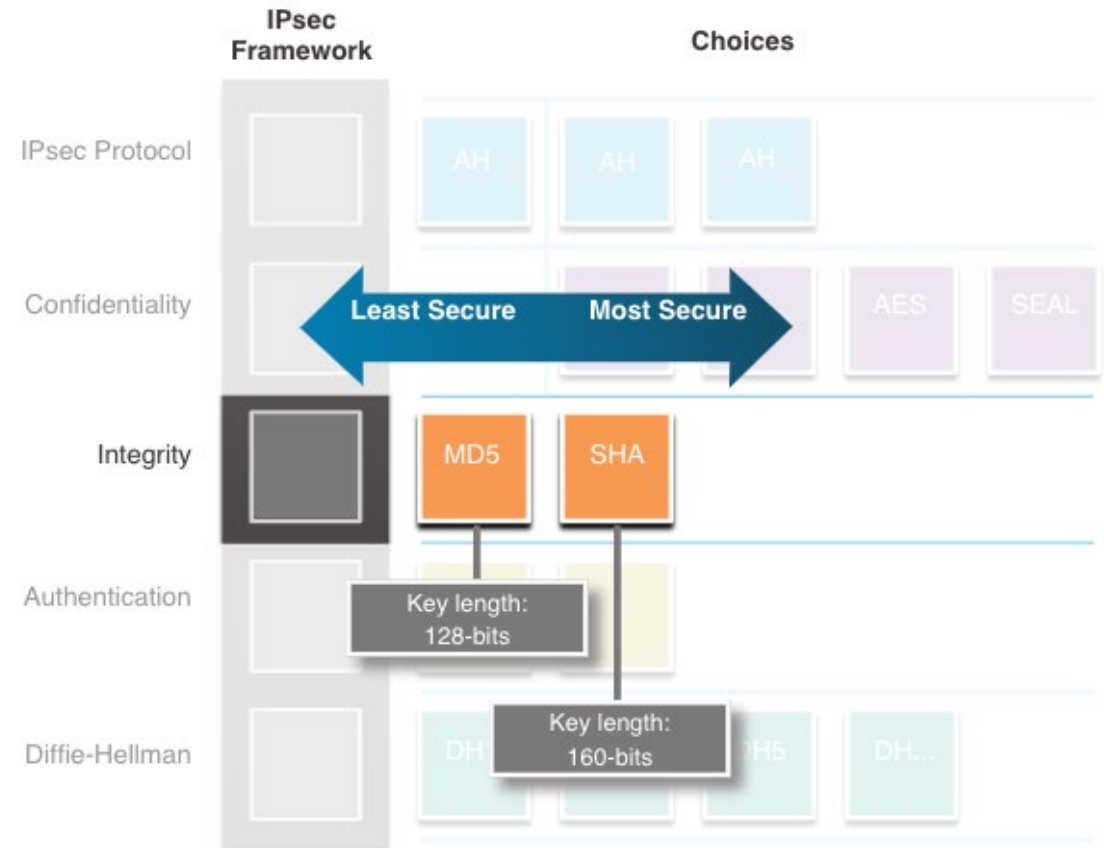 IPsec
Framework
Choices
IPsec Protocol
AH
AH
AH
Confidentiality
Least Secure
Most Secure
AES
SEAL
Integrity
MD5
SHA
Authentication
Key length:
128-bits
Diffie-Hellman
DH
Key length:
160-bits
DH5
DH...